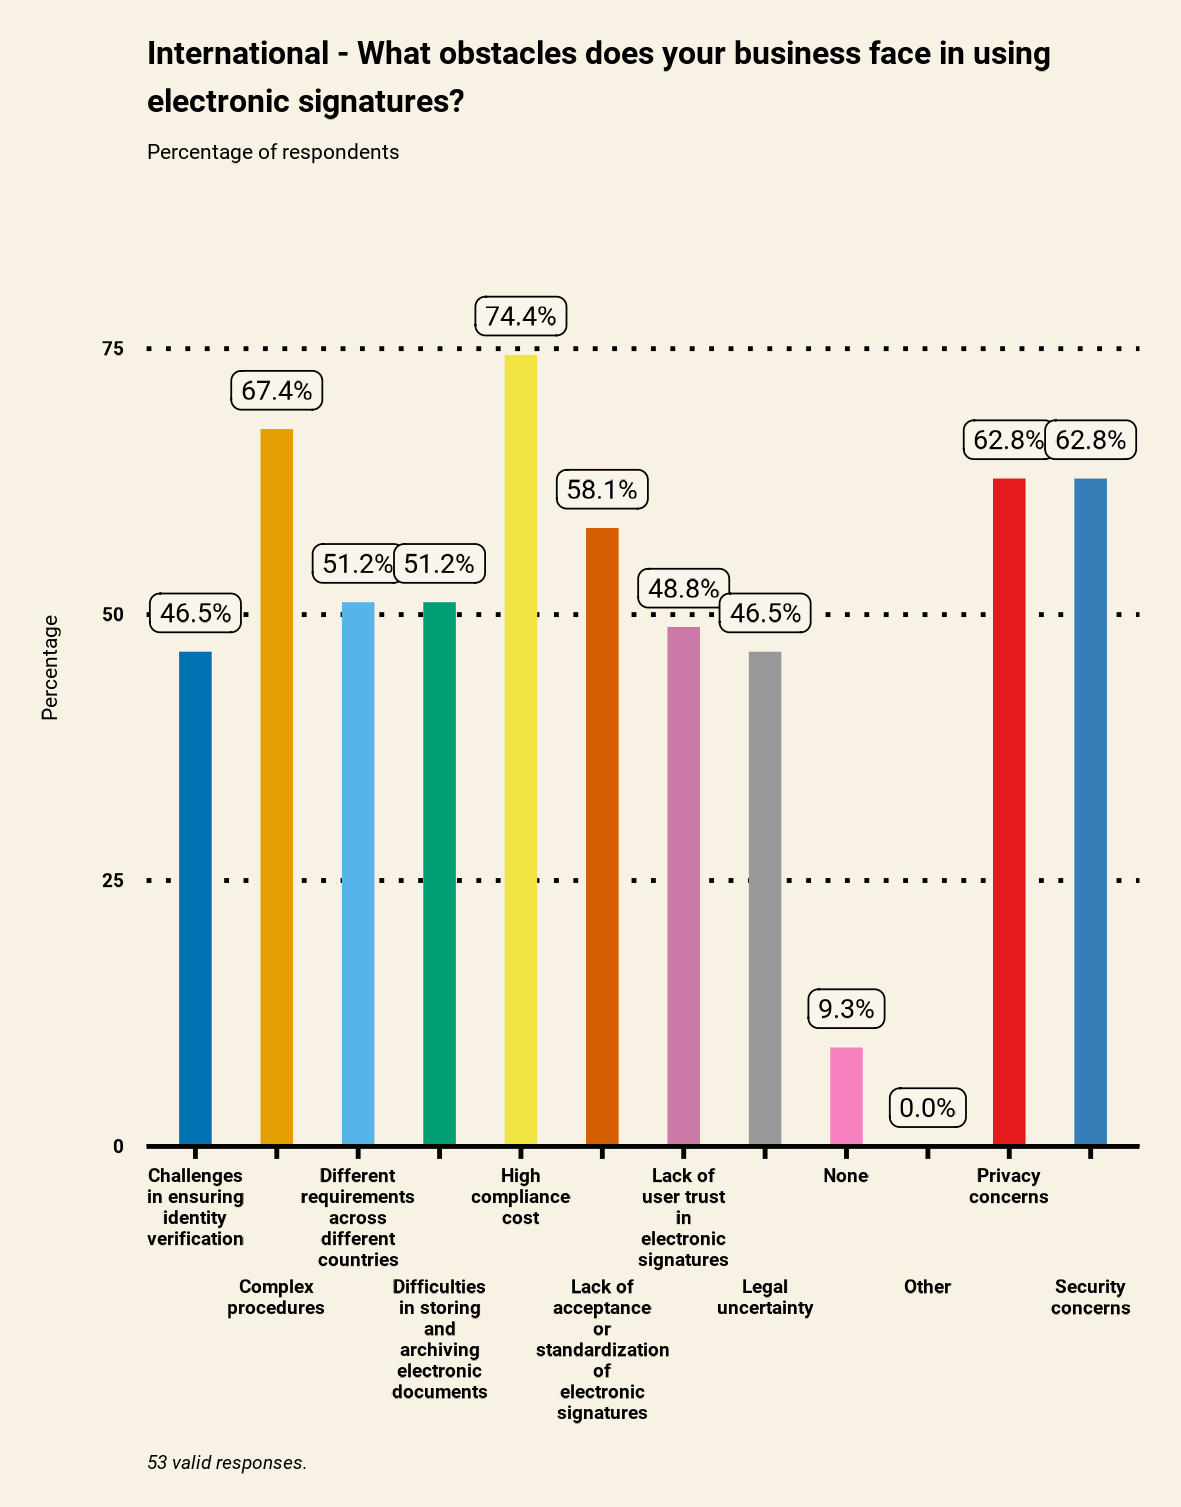 International - What obstacles does your business face in using
electronic signatures?
Percentage of respondents
Percentage
75
50
25
0
46.5%
67.4%
51.2%
51.2%
74.4%
58.1%
48.8%
46.5%
9.3%
0.0%
62.8%
62.8%
Challenges
in ensuring
identity
verification
Complex
procedures
Different
requirements
across
different
countries
Difficulties
in storing
and
archiving
electronic
documents
High
compliance
cost
Lack of
acceptance
or
standardization
of
electronic
signatures
Lack of
user trust
in
electronic
signatures
Legal
uncertainty
None
Other
Privacy
concerns
Security
concerns
53 valid responses.